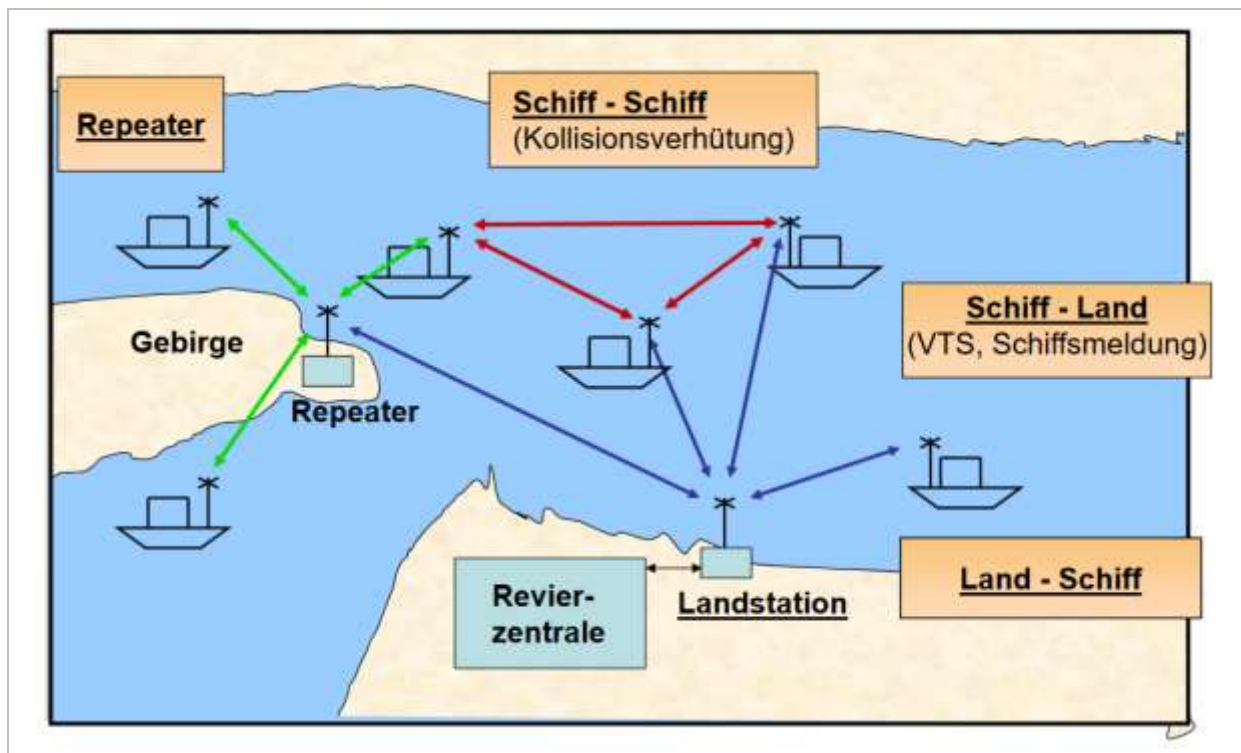 Repeater
Schiff - Schiff
(Kollisionsverhütung)
Schiff - Land
(VTS, Schiffsmeldung)
Gebirge
Repeater
Revier-
zentrale
Landstation
Land - Schiff